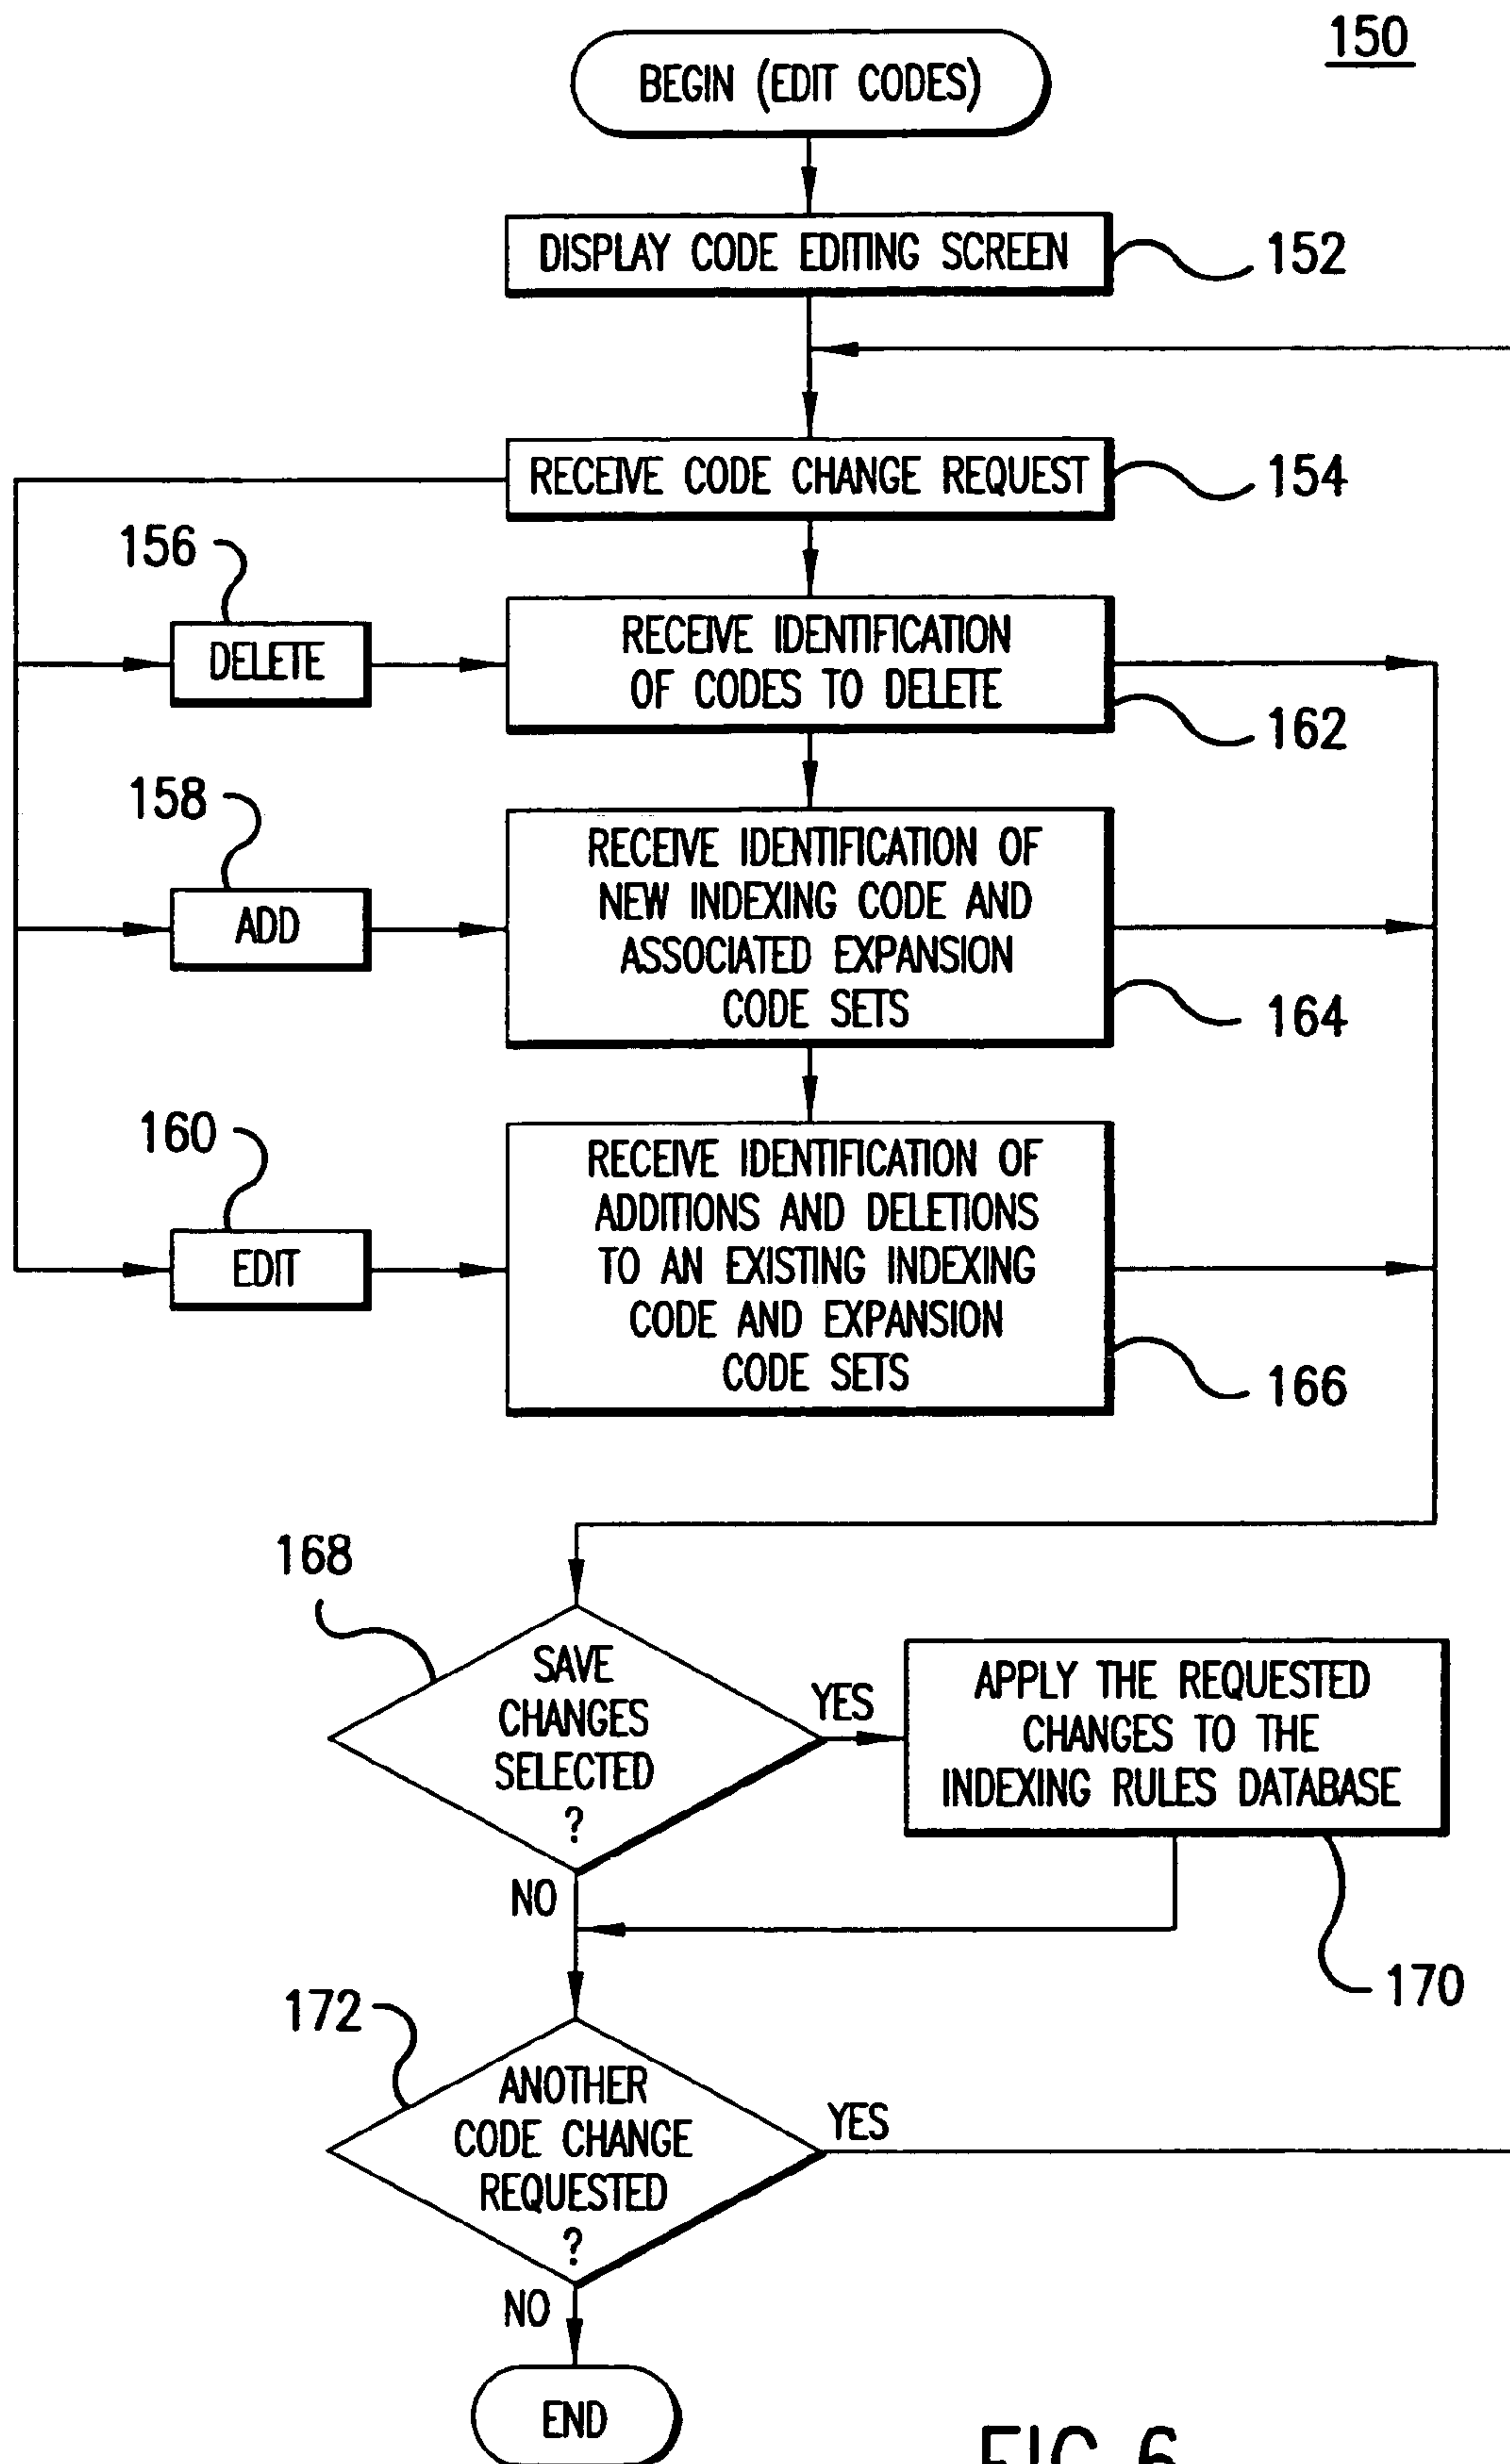 150
BEGIN (EDIT CODES)
DISPLAY CODE EDITING SCREEN
152
RECEIVE CODE CHANGE REQUEST
154
156
DELETE
RECEIVE IDENTIFICATION
OF CODES TO DELETE
162
158
ADD
RECEIVE IDENTIFICATION OF
NEW INDEXING CODE AND
ASSOCIATED EXPANSION
CODE SETS
164
160
EDIT
RECEIVE IDENTIFICATION OF
ADDITIONS AND DELETIONS
TO AN EXISTING INDEXING
CODE AND EXPANSION
CODE SETS
166
168
SAVE
CHANGES
SELECTED
?
YES
APPLY THE REQUESTED
CHANGES TO THE
INDEXING RULES DATABASE
NO
170
172
ANOTHER
CODE CHANGE
REQUESTED
?
YES
NO
END
FIG. 6